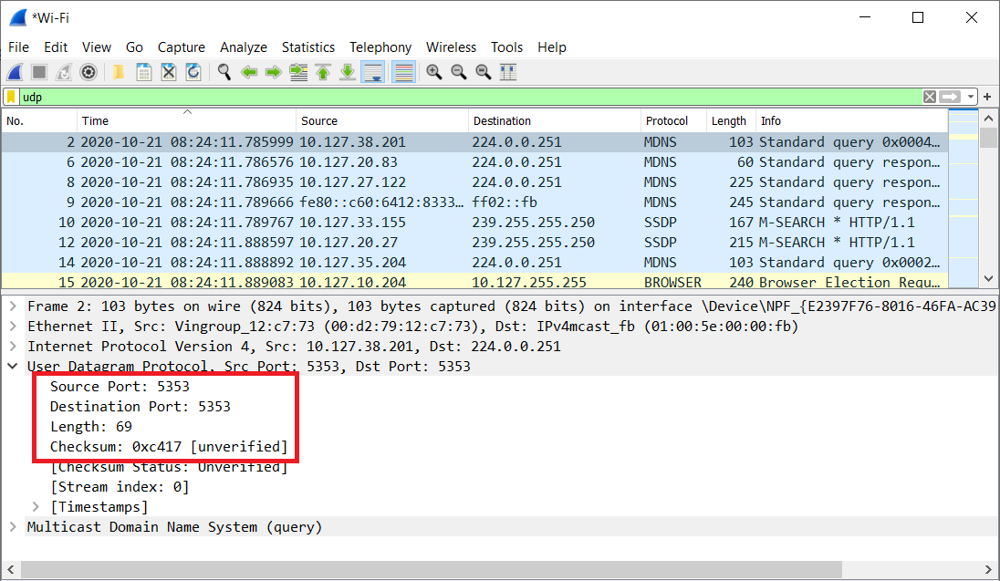 *Wi-Fi
File Edit View Go Capture Analyze Statistics Telephony Wireless Tools Help
udp
No. Time Source Destination Protocol Length Info
2 2020-10-21 08:24:11.785999 10.127.38.201 224.0.0.251 MDNS 103 Standard query 0x0004…
6 2020-10-21 08:24:11.786576 10.127.20.83 224.0.0.251 MDNS 60 Standard query respon…
8 2020-10-21 08:24:11.786935 10.127.27.122 224.0.0.251 MDNS 225 Standard query respon…
9 2020-10-21 08:24:11.789666 fe80::c60:6412:8333… ff02::fb MDNS 245 Standard query respon…
10 2020-10-21 08:24:11.789767 10.127.33.155 239.255.255.250 SSDP 167 M-SEARCH * HTTP/1.1
12 2020-10-21 08:24:11.888597 10.127.20.27 239.255.255.250 SSDP 215 M-SEARCH * HTTP/1.1
14 2020-10-21 08:24:11.888892 10.127.35.204 224.0.0.251 MDNS 103 Standard query 0x0002…
15 2020-10-21 08:24:11.889083 10.127.10.204 10.127.255.255 BROWSER 240 Browser Election Requ…
Frame 2: 103 bytes on wire (824 bits), 103 bytes captured (824 bits) on interface \Device\NPF_{E2397F76-8016-46FA-AC39
Ethernet II, Src: Vingroup_12:c7:73 (00:d2:79:12:c7:73), Dst: IPv4mcast_fb (01:00:5e:00:00:fb)
Internet Protocol Version 4, Src: 10.127.38.201, Dst: 224.0.0.251
User Datagram Protocol, Src Port: 5353, Dst Port: 5353
Source Port: 5353
Destination Port: 5353
Length: 69
Checksum: 0xc417 [unverified]
[Checksum Status: Unverified]
[Stream index: 0]
[Timestamps]
Multicast Domain Name System (query)